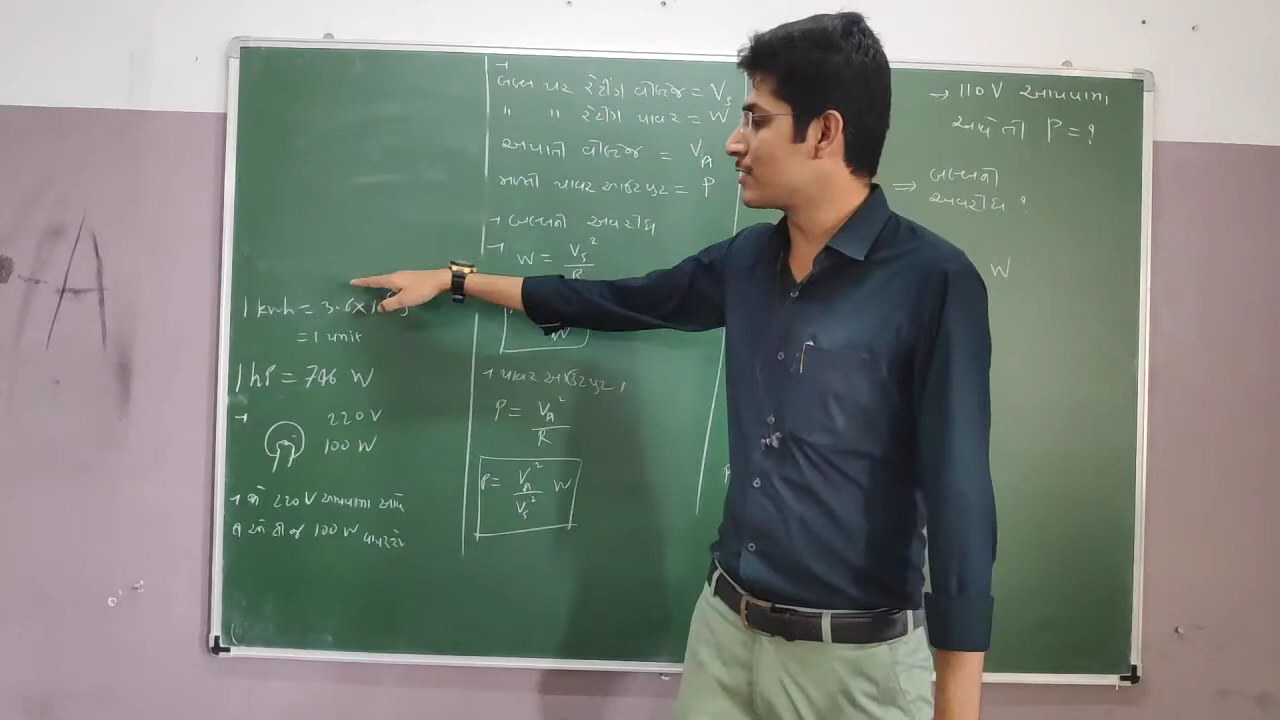 1 kwh = 3.6×10
= 1 unit
1 hP = 746 W
→ 220 V
100 W
→ જો 220 V આપવામાં આવે
તો એ બીજ 100 W વાપરશે
→ બલ્બ પર રેટીંગ વોલ્ટેજ = Vs
" " રેટીંગ પાવર = W
અપાતો વોલ્ટેજ = VA
મળતો પાવર આઉટપુટ = P
→ બલ્બનો અવરોધ
→ W = Vs² / R
W
→ પાવર આઉટપુટ,
P = VA² / R
P = VA² / Vs² W
→ 110 V આપવામાં
આવે તો P = ?
⇒ બલ્બનો
અવરોધ ?
W
A